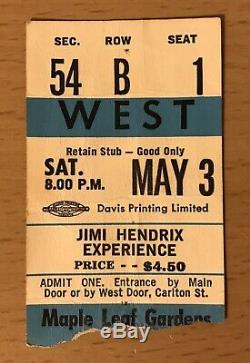 SEC. ROW SEAT
54 B 1
WEST
Retain Stub - Good Only
SAT. MAY 3
8.00 P.M.
Davis Printing Limited
JIMI HENDRIX
EXPERIENCE
PRICE -- $4.50
ADMIT ONE. Entrance by Main
Door or by West Door, Carlton St.
Maple Leaf Gardens